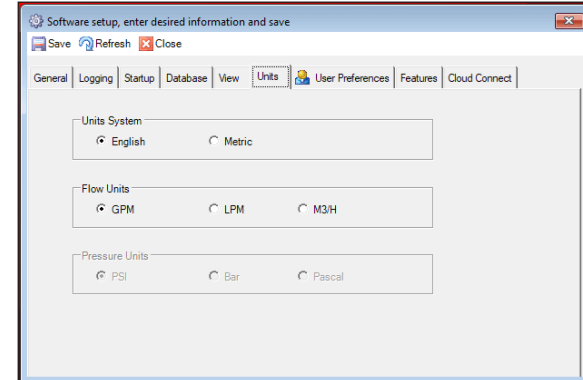 Software setup, enter desired information and save
Save Refresh Close
General Logging Startup Database View Units User Preferences Features Cloud Connect
Units System
English Metric
Flow Units
GPM LPM M3/H
Pressure Units
PSI Bar Pascal